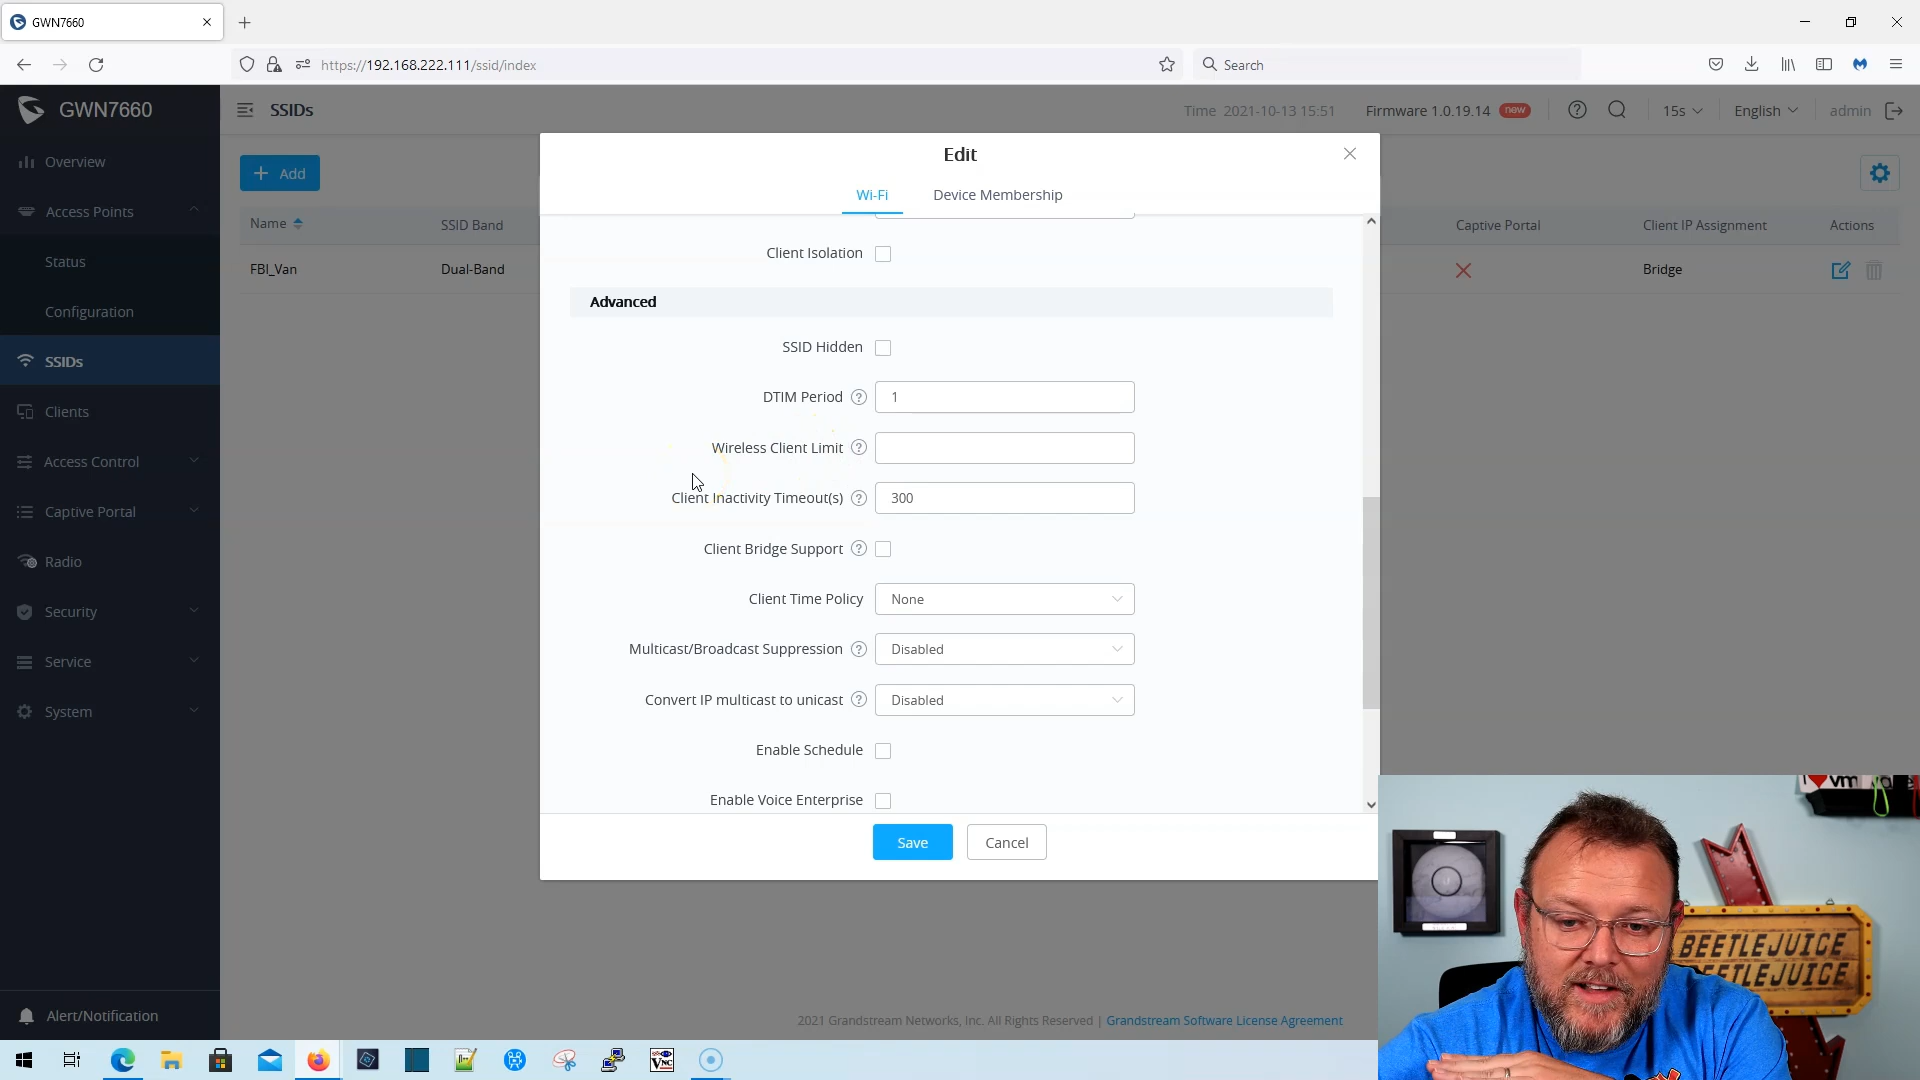 GWN7660
https://192.168.222.111/ssid/index
Search
GWN7660
SSIDs
Time 2021-10-13 15:51
Firmware 1.0.19.14 new
15s
English
admin
Overview
Access Points
Status
Configuration
SSIDs
Clients
Access Control
Captive Portal
Radio
Security
Service
System
Alert/Notification
+ Add
Name
SSID Band
Captive Portal
Client IP Assignment
Actions
FBI_Van
Dual-Band
Bridge
Edit
Wi-Fi
Device Membership
Client Isolation
Advanced
SSID Hidden
DTIM Period ? 1
Wireless Client Limit ?
Client Inactivity Timeout(s) ? 300
Client Bridge Support ?
Client Time Policy None
Multicast/Broadcast Suppression ? Disabled
Convert IP multicast to unicast ? Disabled
Enable Schedule
Enable Voice Enterprise
Save
Cancel
2021 Grandstream Networks, Inc. All Rights Reserved | Grandstream Software License Agreement
BEETLEJUICE
BEETLEJUICE